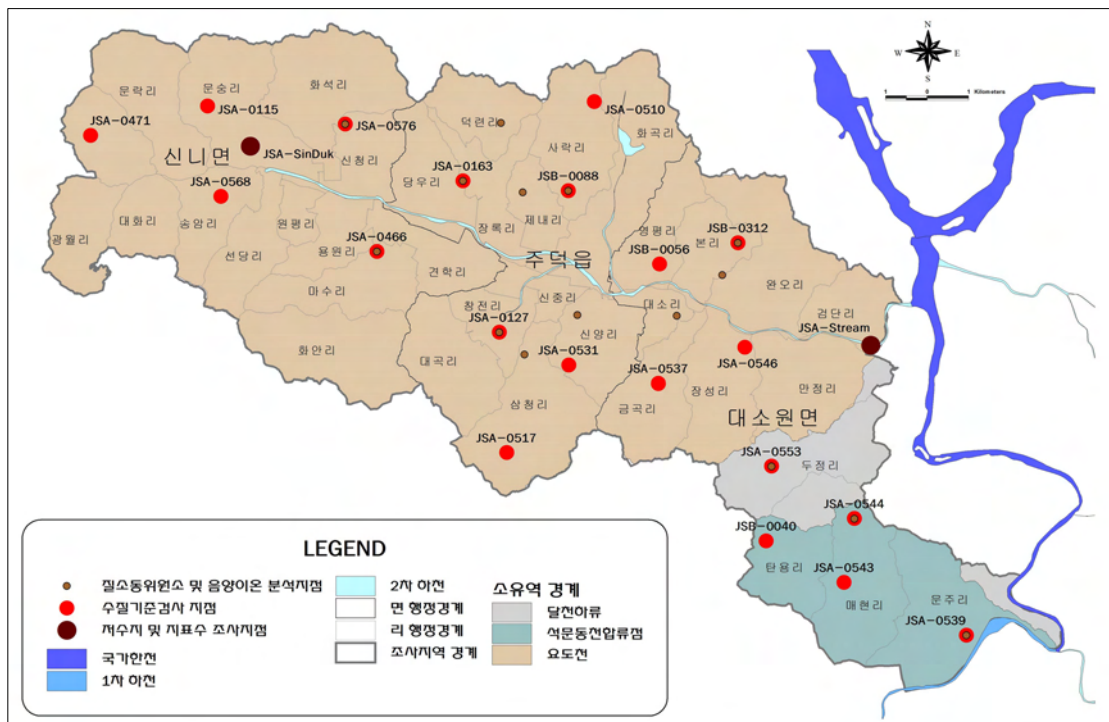 N
W E
S
1 0 1 Kilometers
문락리
문숭리
화석리
JSA-0115
JSA-0471
JSA-0576
JSA-SinDuk
신니면
신청리
JSA-0568
덕련리
JSA-0510
화곡리
사락리
JSA-0163
당우리
JSB-0088
제내리
장록리
광월리
대화리
송암리
원평리
선당리
용원리
JSA-0466
견학리
마수리
화안리
주덕읍
영평리
본리
JSB-0312
JSB-0056
완오리
신중리
창전리
대소리
검단리
JSA-0127
신양리
JSA-Stream
대곡리
JSA-0531
JSA-0546
JSA-0537
장성리
만정리
삼청리
금곡리
대소원면
JSA-0517
JSA-0553
두정리
JSA-0544
JSB-0040
탄용리
JSA-0543
매현리
문주리
JSA-0539
LEGEND
질소동위원소 및 음양이온 분석지점
수질기준검사 지점
저수지 및 지표수 조사지점
국가하천
1차 하천
2차 하천
면 행정경계
리 행정경계
조사지역 경계
소유역 경계
달천하류
석문동천합류점
요도천